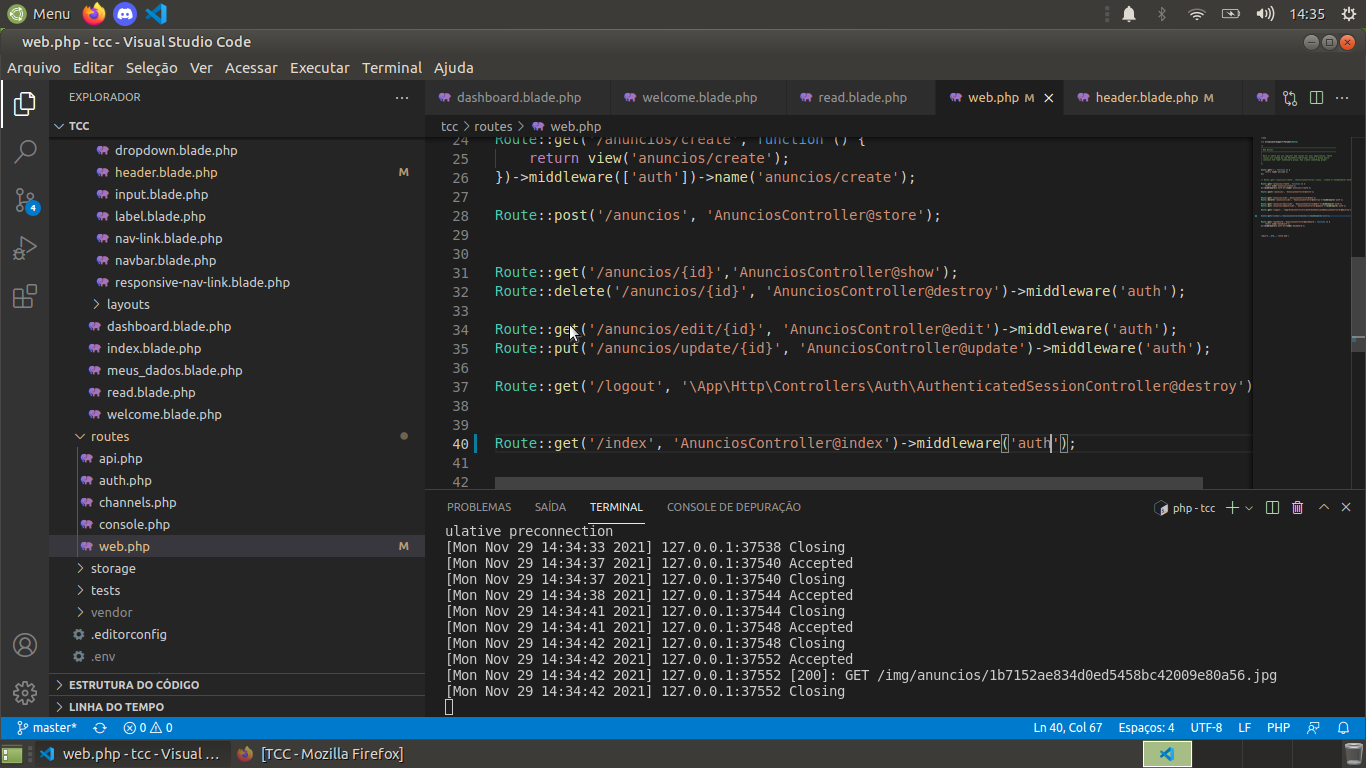 Menu
14:35
web.php - tcc - Visual Studio Code
Arquivo Editar Seleção Ver Acessar Executar Terminal Ajuda
EXPLORADOR
TCC
dropdown.blade.php
header.blade.php M
input.blade.php
label.blade.php
nav-link.blade.php
navbar.blade.php
responsive-nav-link.blade.php
layouts
dashboard.blade.php
index.blade.php
meus_dados.blade.php
read.blade.php
welcome.blade.php
routes
api.php
auth.php
channels.php
console.php
web.php M
storage
tests
vendor
.editorconfig
.env
ESTRUTURA DO CÓDIGO
LINHA DO TEMPO
4
dashboard.blade.php welcome.blade.php read.blade.php web.php M header.blade.php M
tcc > routes > web.php
24 Route::get('/anuncios/create', function () {
25 return view('anuncios/create');
26 })->middleware(['auth'])->name('anuncios/create');
27
28 Route::post('/anuncios', 'AnunciosController@store');
29
30
31 Route::get('/anuncios/{id}','AnunciosController@show');
32 Route::delete('/anuncios/{id}', 'AnunciosController@destroy')->middleware('auth');
33
34 Route::get('/anuncios/edit/{id}', 'AnunciosController@edit')->middleware('auth');
35 Route::put('/anuncios/update/{id}', 'AnunciosController@update')->middleware('auth');
36
37 Route::get('/logout', '\App\Http\Controllers\Auth\AuthenticatedSessionController@destroy')
38
39
40 Route::get('/index', 'AnunciosController@index')->middleware('auth');
41
42
PROBLEMAS SAÍDA TERMINAL CONSOLE DE DEPURAÇÃO
php - tcc
ulative preconnection
[Mon Nov 29 14:34:33 2021] 127.0.0.1:37538 Closing
[Mon Nov 29 14:34:37 2021] 127.0.0.1:37540 Accepted
[Mon Nov 29 14:34:37 2021] 127.0.0.1:37540 Closing
[Mon Nov 29 14:34:38 2021] 127.0.0.1:37544 Accepted
[Mon Nov 29 14:34:41 2021] 127.0.0.1:37544 Closing
[Mon Nov 29 14:34:41 2021] 127.0.0.1:37548 Accepted
[Mon Nov 29 14:34:42 2021] 127.0.0.1:37548 Closing
[Mon Nov 29 14:34:42 2021] 127.0.0.1:37552 Accepted
[Mon Nov 29 14:34:42 2021] 127.0.0.1:37552 [200]: GET /img/anuncios/1b7152ae834d0ed5458bc42009e80a56.jpg
[Mon Nov 29 14:34:42 2021] 127.0.0.1:37552 Closing
master* 0 0 Ln 40, Col 67 Espaços: 4 UTF-8 LF PHP
web.php - tcc - Visual ... [TCC - Mozilla Firefox]